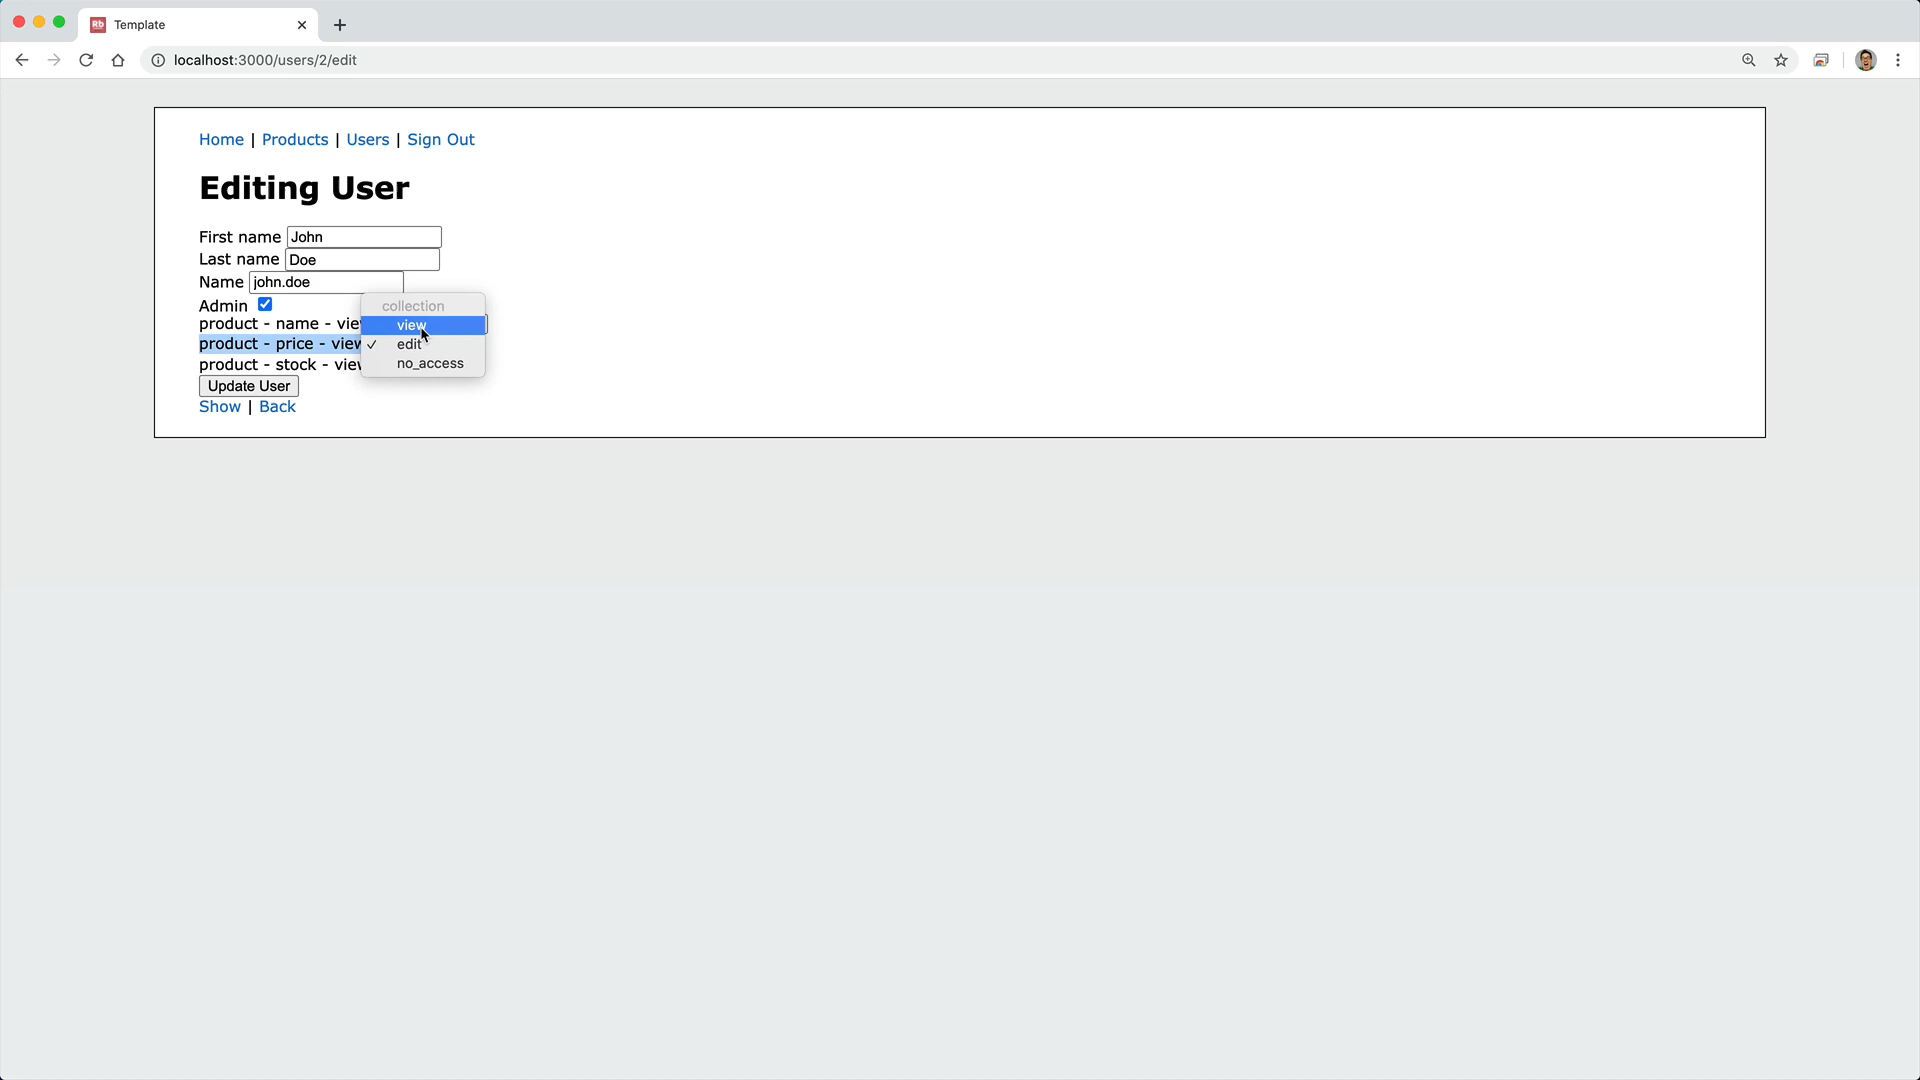 Rb Template
localhost:3000/users/2/edit
Home | Products | Users | Sign Out
Editing User
First name John
Last name Doe
Name john.doe
Admin
collection
product - name - view
view
product - price - view
✓ edit
product - stock - view
no_access
Update User
Show | Back